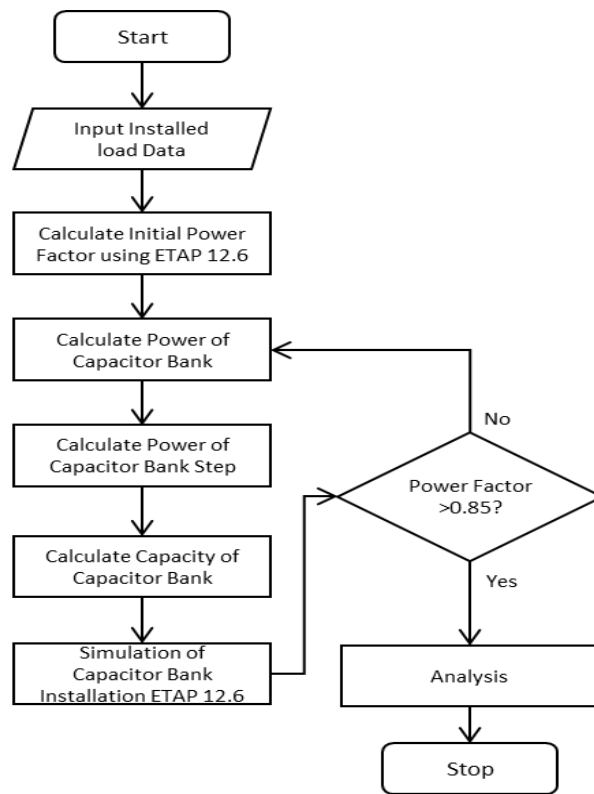 Start
Input Installed
load Data
Calculate Initial Power
Factor using ETAP 12.6
Calculate Power of
Capacitor Bank
Calculate Power of
Capacitor Bank Step
Calculate Capacity of
Capacitor Bank
Simulation of
Capacitor Bank
Installation ETAP 12.6
No
Power Factor
>0.85?
Yes
Analysis
Stop